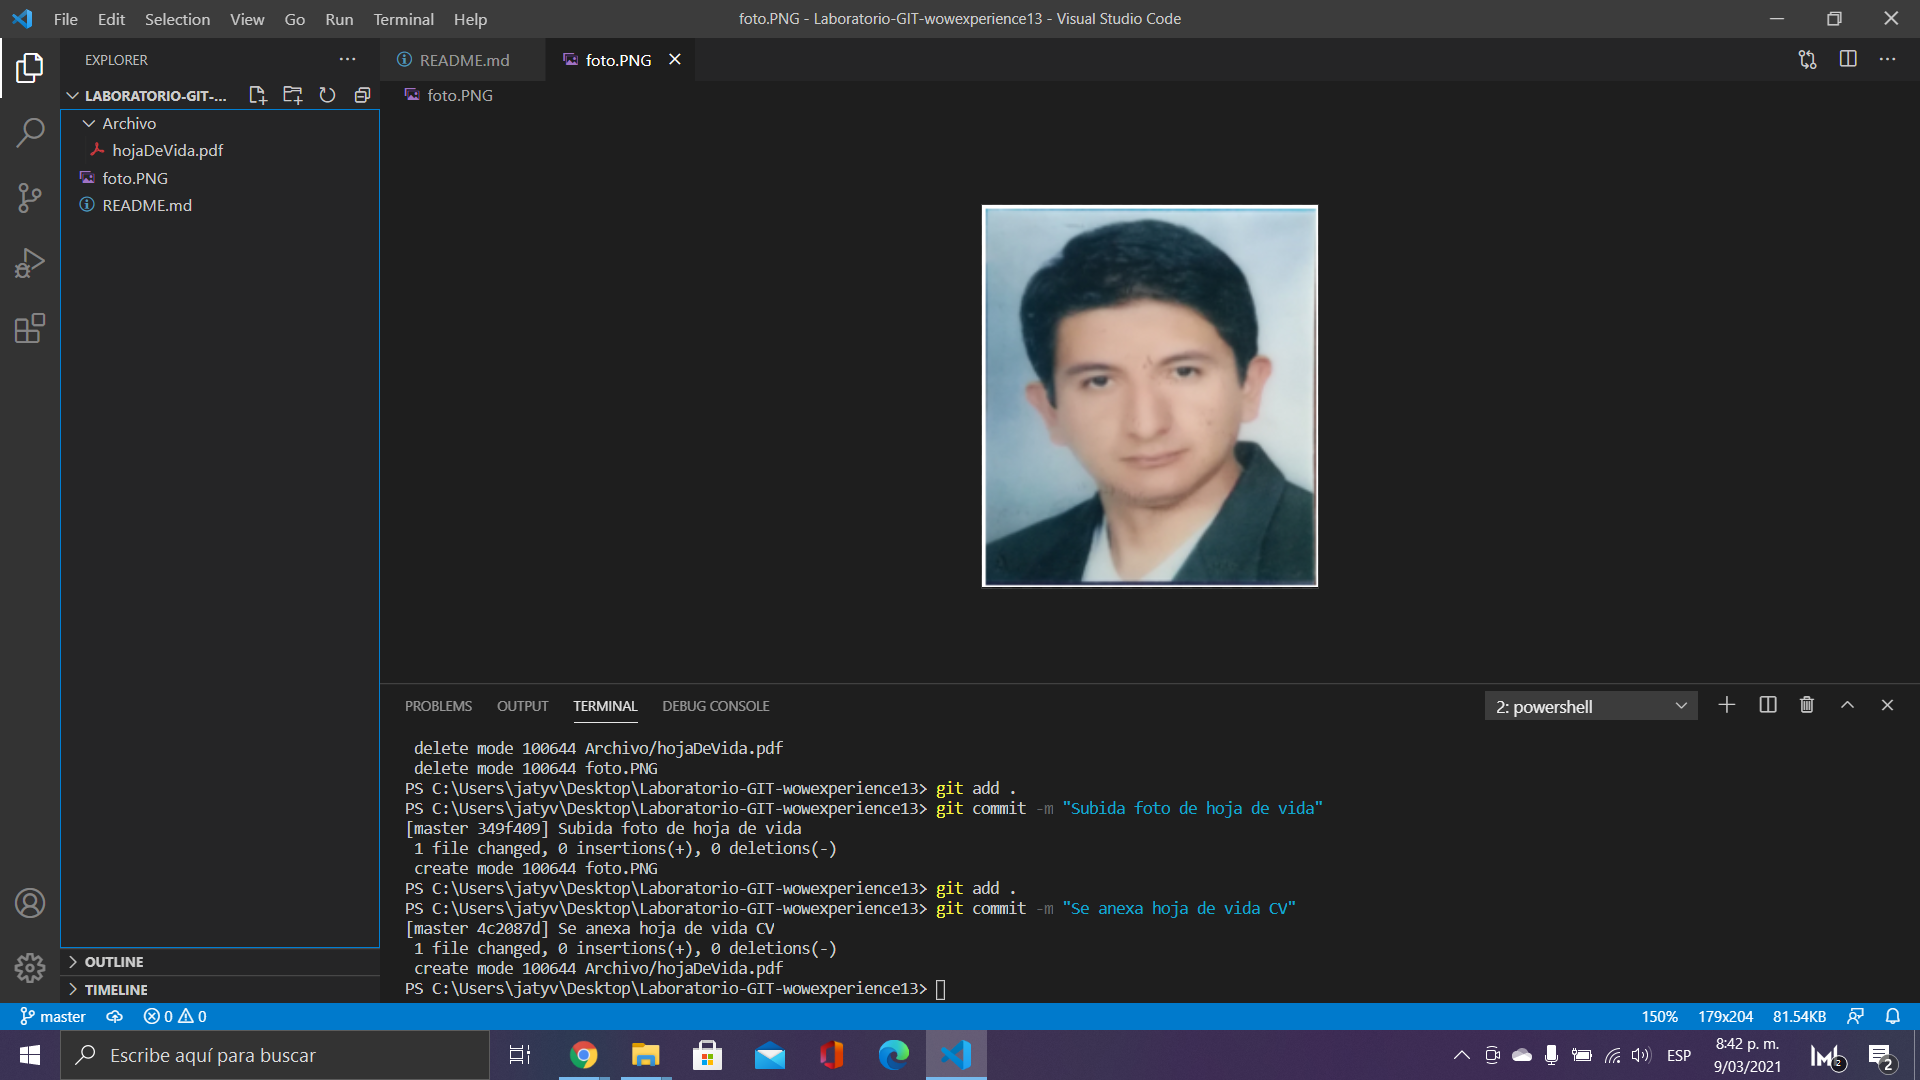 File Edit Selection View Go Run Terminal Help
foto.PNG - Laboratorio-GIT-wowexperience13 - Visual Studio Code
EXPLORER
README.md
foto.PNG
LABORATORIO-GIT-...
foto.PNG
Archivo
hojaDeVida.pdf
foto.PNG
README.md
PROBLEMS OUTPUT TERMINAL DEBUG CONSOLE
2: powershell
delete mode 100644 Archivo/hojaDeVida.pdf
delete mode 100644 foto.PNG
PS C:\Users\jatyv\Desktop\Laboratorio-GIT-wowexperience13> git add .
PS C:\Users\jatyv\Desktop\Laboratorio-GIT-wowexperience13> git commit -m "Subida foto de hoja de vida"
[master 349f409] Subida foto de hoja de vida
1 file changed, 0 insertions(+), 0 deletions(-)
create mode 100644 foto.PNG
PS C:\Users\jatyv\Desktop\Laboratorio-GIT-wowexperience13> git add .
PS C:\Users\jatyv\Desktop\Laboratorio-GIT-wowexperience13> git commit -m "Se anexa hoja de vida CV"
[master 4c2087d] Se anexa hoja de vida CV
1 file changed, 0 insertions(+), 0 deletions(-)
create mode 100644 Archivo/hojaDeVida.pdf
PS C:\Users\jatyv\Desktop\Laboratorio-GIT-wowexperience13>
OUTLINE
TIMELINE
master 0 0
150% 179x204 81.54KB
Escribe aquí para buscar
ESP
8:42 p. m.
9/03/2021
2
2